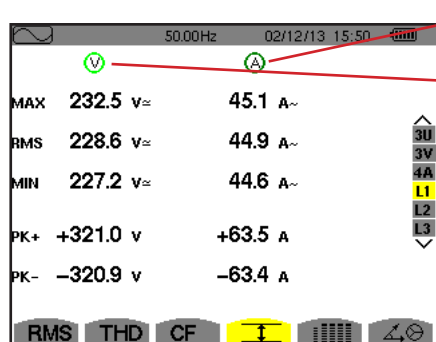 50.00Hz 02/12/13 15:50
V A
MAX 232.5 V≃ 45.1 A~
RMS 228.6 V≃ 44.9 A~
MIN 227.2 V≃ 44.6 A~
PK+ +321.0 V +63.5 A
PK- -320.9 V -63.4 A
3U
3V
4A
L1
L2
L3
RMS THD CF